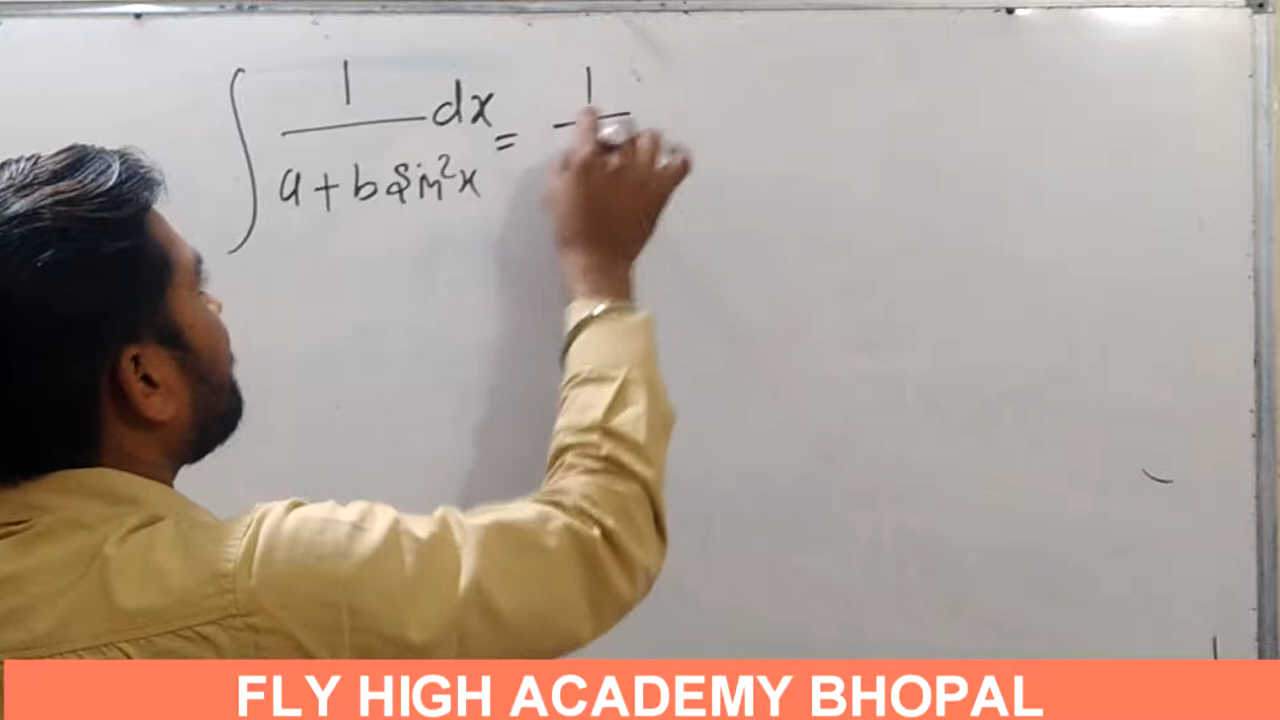 ∫ 1/(a + b Sin²x) dx = 1
FLY HIGH ACADEMY BHOPAL